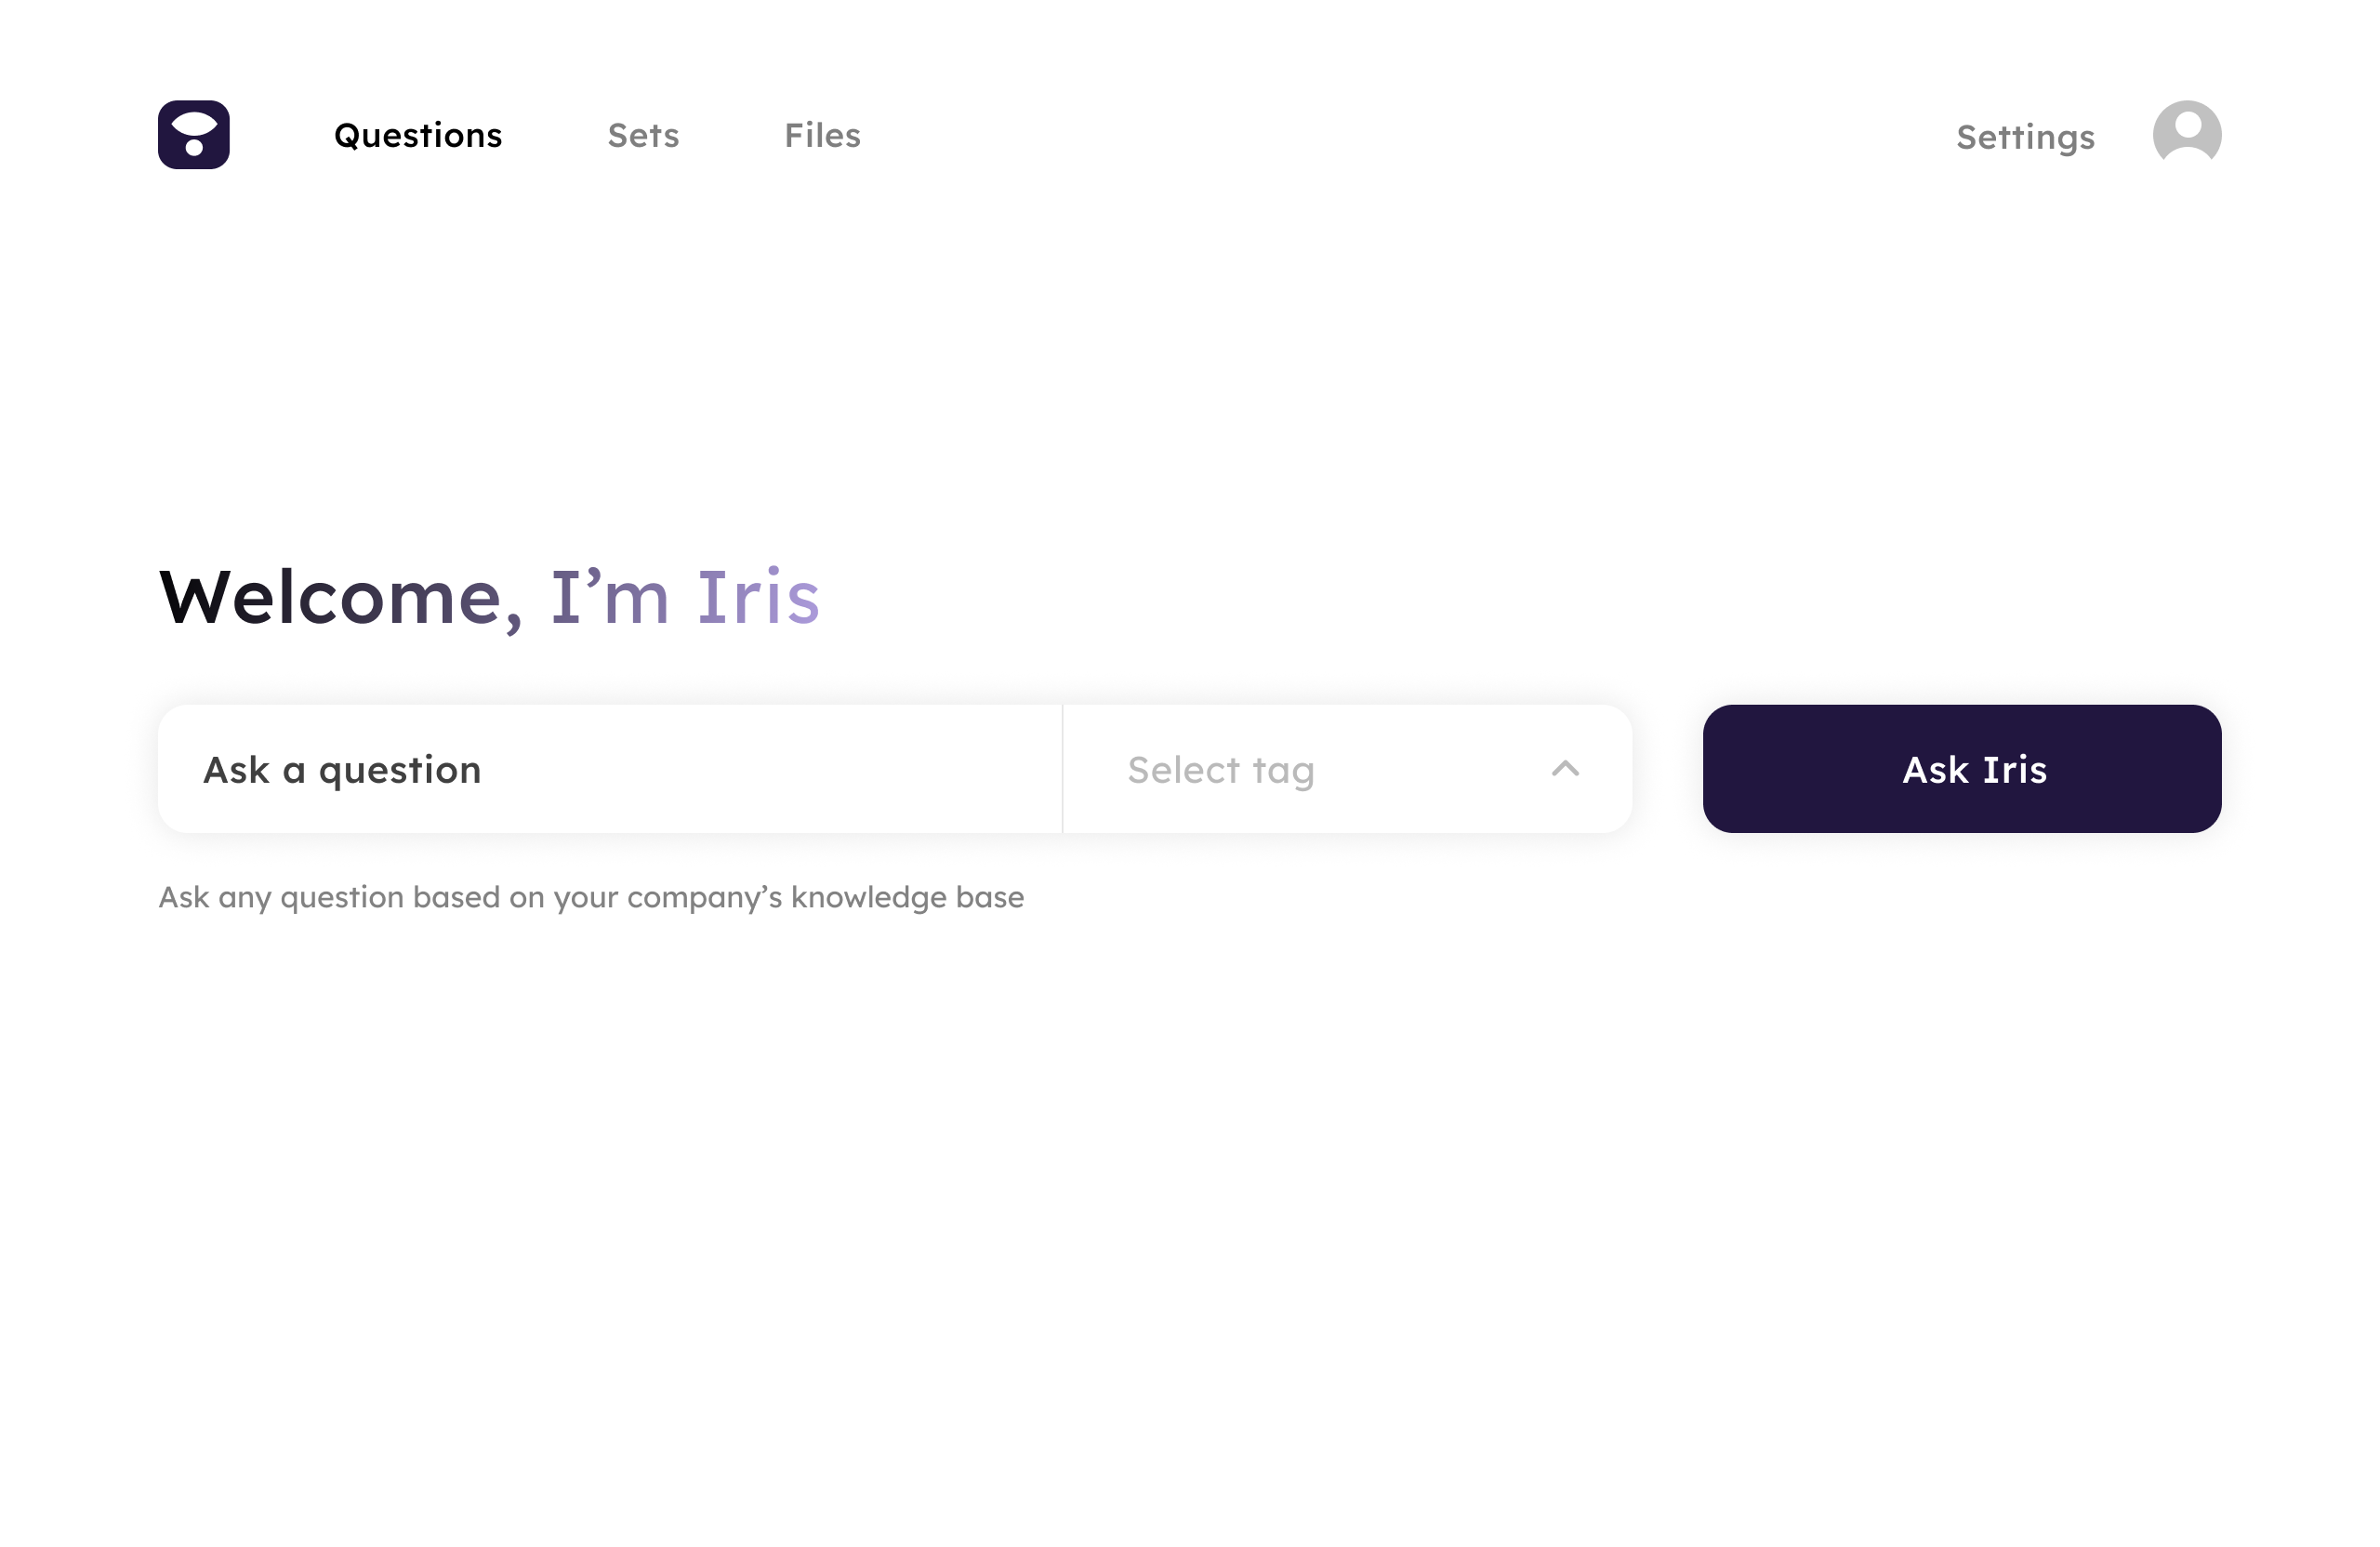 Questions Sets Files Settings
Welcome, I’m Iris
Ask a question Select tag Ask Iris
Ask any question based on your company’s knowledge base